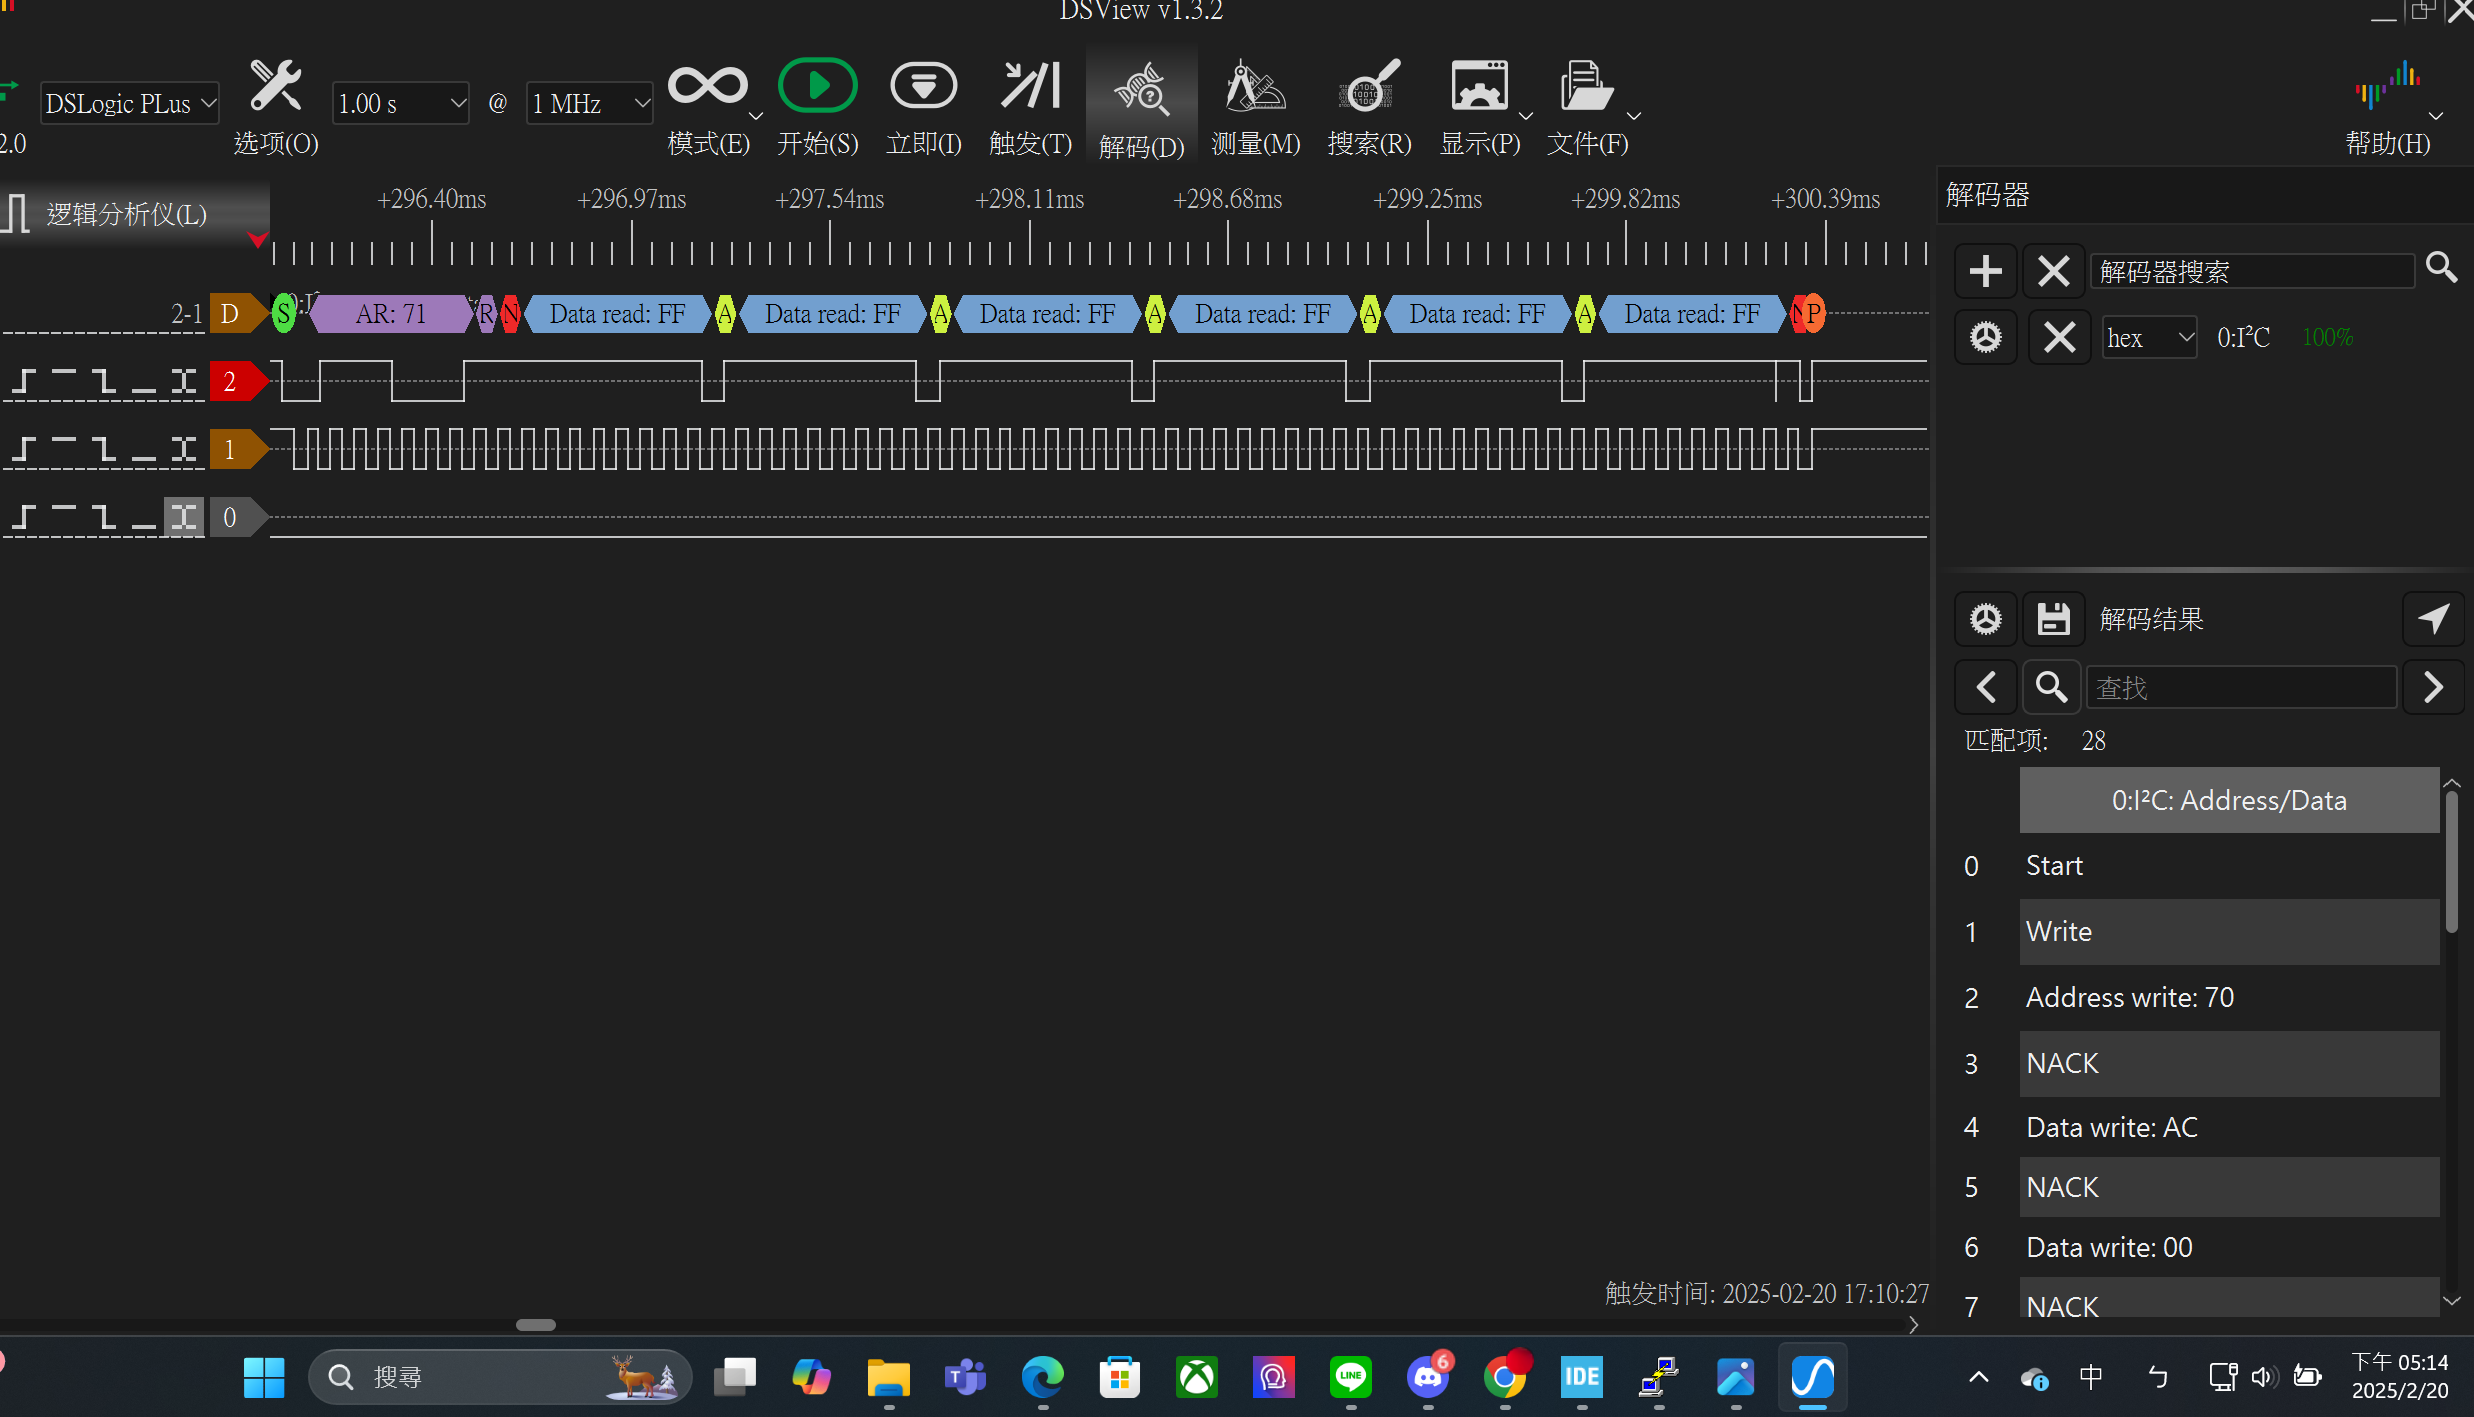 DSView v1.3.2
DSLogic PLus 1.00 s @ 1 MHz
2.0 选项(O) 模式(E) 开始(S) 立即(I) 触发(T) 解码(D) 测量(M) 搜索(R) 显示(P) 文件(F) 帮助(H)
逻辑分析仪(L)
+296.40ms +296.97ms +297.54ms +298.11ms +298.68ms +299.25ms +299.82ms +300.39ms
2-1 D S AR: 71 R N Data read: FF A Data read: FF A Data read: FF A Data read: FF A Data read: FF A Data read: FF N P
2
1
0
解码器
解码器搜索
hex 0:I²C 100%
解码结果
查找
匹配项: 28
0:I²C: Address/Data
0 Start
1 Write
2 Address write: 70
3 NACK
4 Data write: AC
5 NACK
6 Data write: 00
7 NACK
触发时间: 2025-02-20 17:10:27
搜尋
T
LINE
6
IDE
中
ㄣ
下午 05:14
2025/2/20